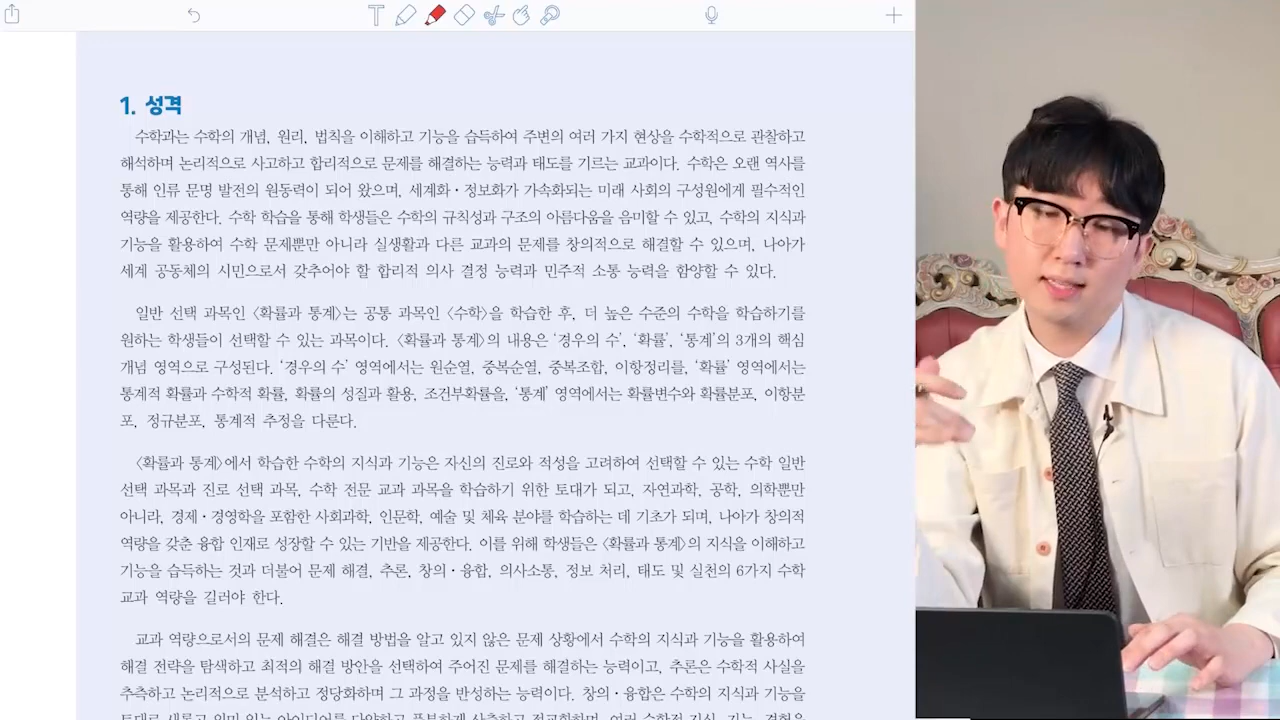 1. 성격
수학과는 수학의 개념, 원리, 법칙을 이해하고 기능을 습득하여 주변의 여러 가지 현상을 수학적으로 관찰하고
해석하며 논리적으로 사고하고 합리적으로 문제를 해결하는 능력과 태도를 기르는 교과이다. 수학은 오랜 역사를
통해 인류 문명 발전의 원동력이 되어 왔으며, 세계화·정보화가 가속화되는 미래 사회의 구성원에게 필수적인
역량을 제공한다. 수학 학습을 통해 학생들은 수학의 규칙성과 구조의 아름다움을 음미할 수 있고, 수학의 지식과
기능을 활용하여 수학 문제뿐만 아니라 실생활과 다른 교과의 문제를 창의적으로 해결할 수 있으며, 나아가
세계 공동체의 시민으로서 갖추어야 할 합리적 의사 결정 능력과 민주적 소통 능력을 함양할 수 있다.
일반 선택 과목인 〈확률과 통계〉는 공통 과목인 〈수학〉을 학습한 후, 더 높은 수준의 수학을 학습하기를
원하는 학생들이 선택할 수 있는 과목이다. 〈확률과 통계〉의 내용은 ‘경우의 수’, ‘확률’, ‘통계’의 3개의 핵심
개념 영역으로 구성된다. ‘경우의 수’ 영역에서는 원순열, 중복순열, 중복조합, 이항정리를, ‘확률’ 영역에서는
통계적 확률과 수학적 확률, 확률의 성질과 활용, 조건부확률을, ‘통계’ 영역에서는 확률변수와 확률분포, 이항분
포, 정규분포, 통계적 추정을 다룬다.
〈확률과 통계〉에서 학습한 수학의 지식과 기능은 자신의 진로와 적성을 고려하여 선택할 수 있는 수학 일반
선택 과목과 진로 선택 과목, 수학 전문 교과 과목을 학습하기 위한 토대가 되고, 자연과학, 공학, 의학뿐만
아니라, 경제·경영학을 포함한 사회과학, 인문학, 예술 및 체육 분야를 학습하는 데 기초가 되며, 나아가 창의적
역량을 갖춘 융합 인재로 성장할 수 있는 기반을 제공한다. 이를 위해 학생들은 〈확률과 통계〉의 지식을 이해하고
기능을 습득하는 것과 더불어 문제 해결, 추론, 창의·융합, 의사소통, 정보 처리, 태도 및 실천의 6가지 수학
교과 역량을 길러야 한다.
교과 역량으로서의 문제 해결은 해결 방법을 알고 있지 않은 문제 상황에서 수학의 지식과 기능을 활용하여
해결 전략을 탐색하고 최적의 해결 방안을 선택하여 주어진 문제를 해결하는 능력이고, 추론은 수학적 사실을
추측하고 논리적으로 분석하고 정당화하며 그 과정을 반성하는 능력이다. 창의·융합은 수학의 지식과 기능을